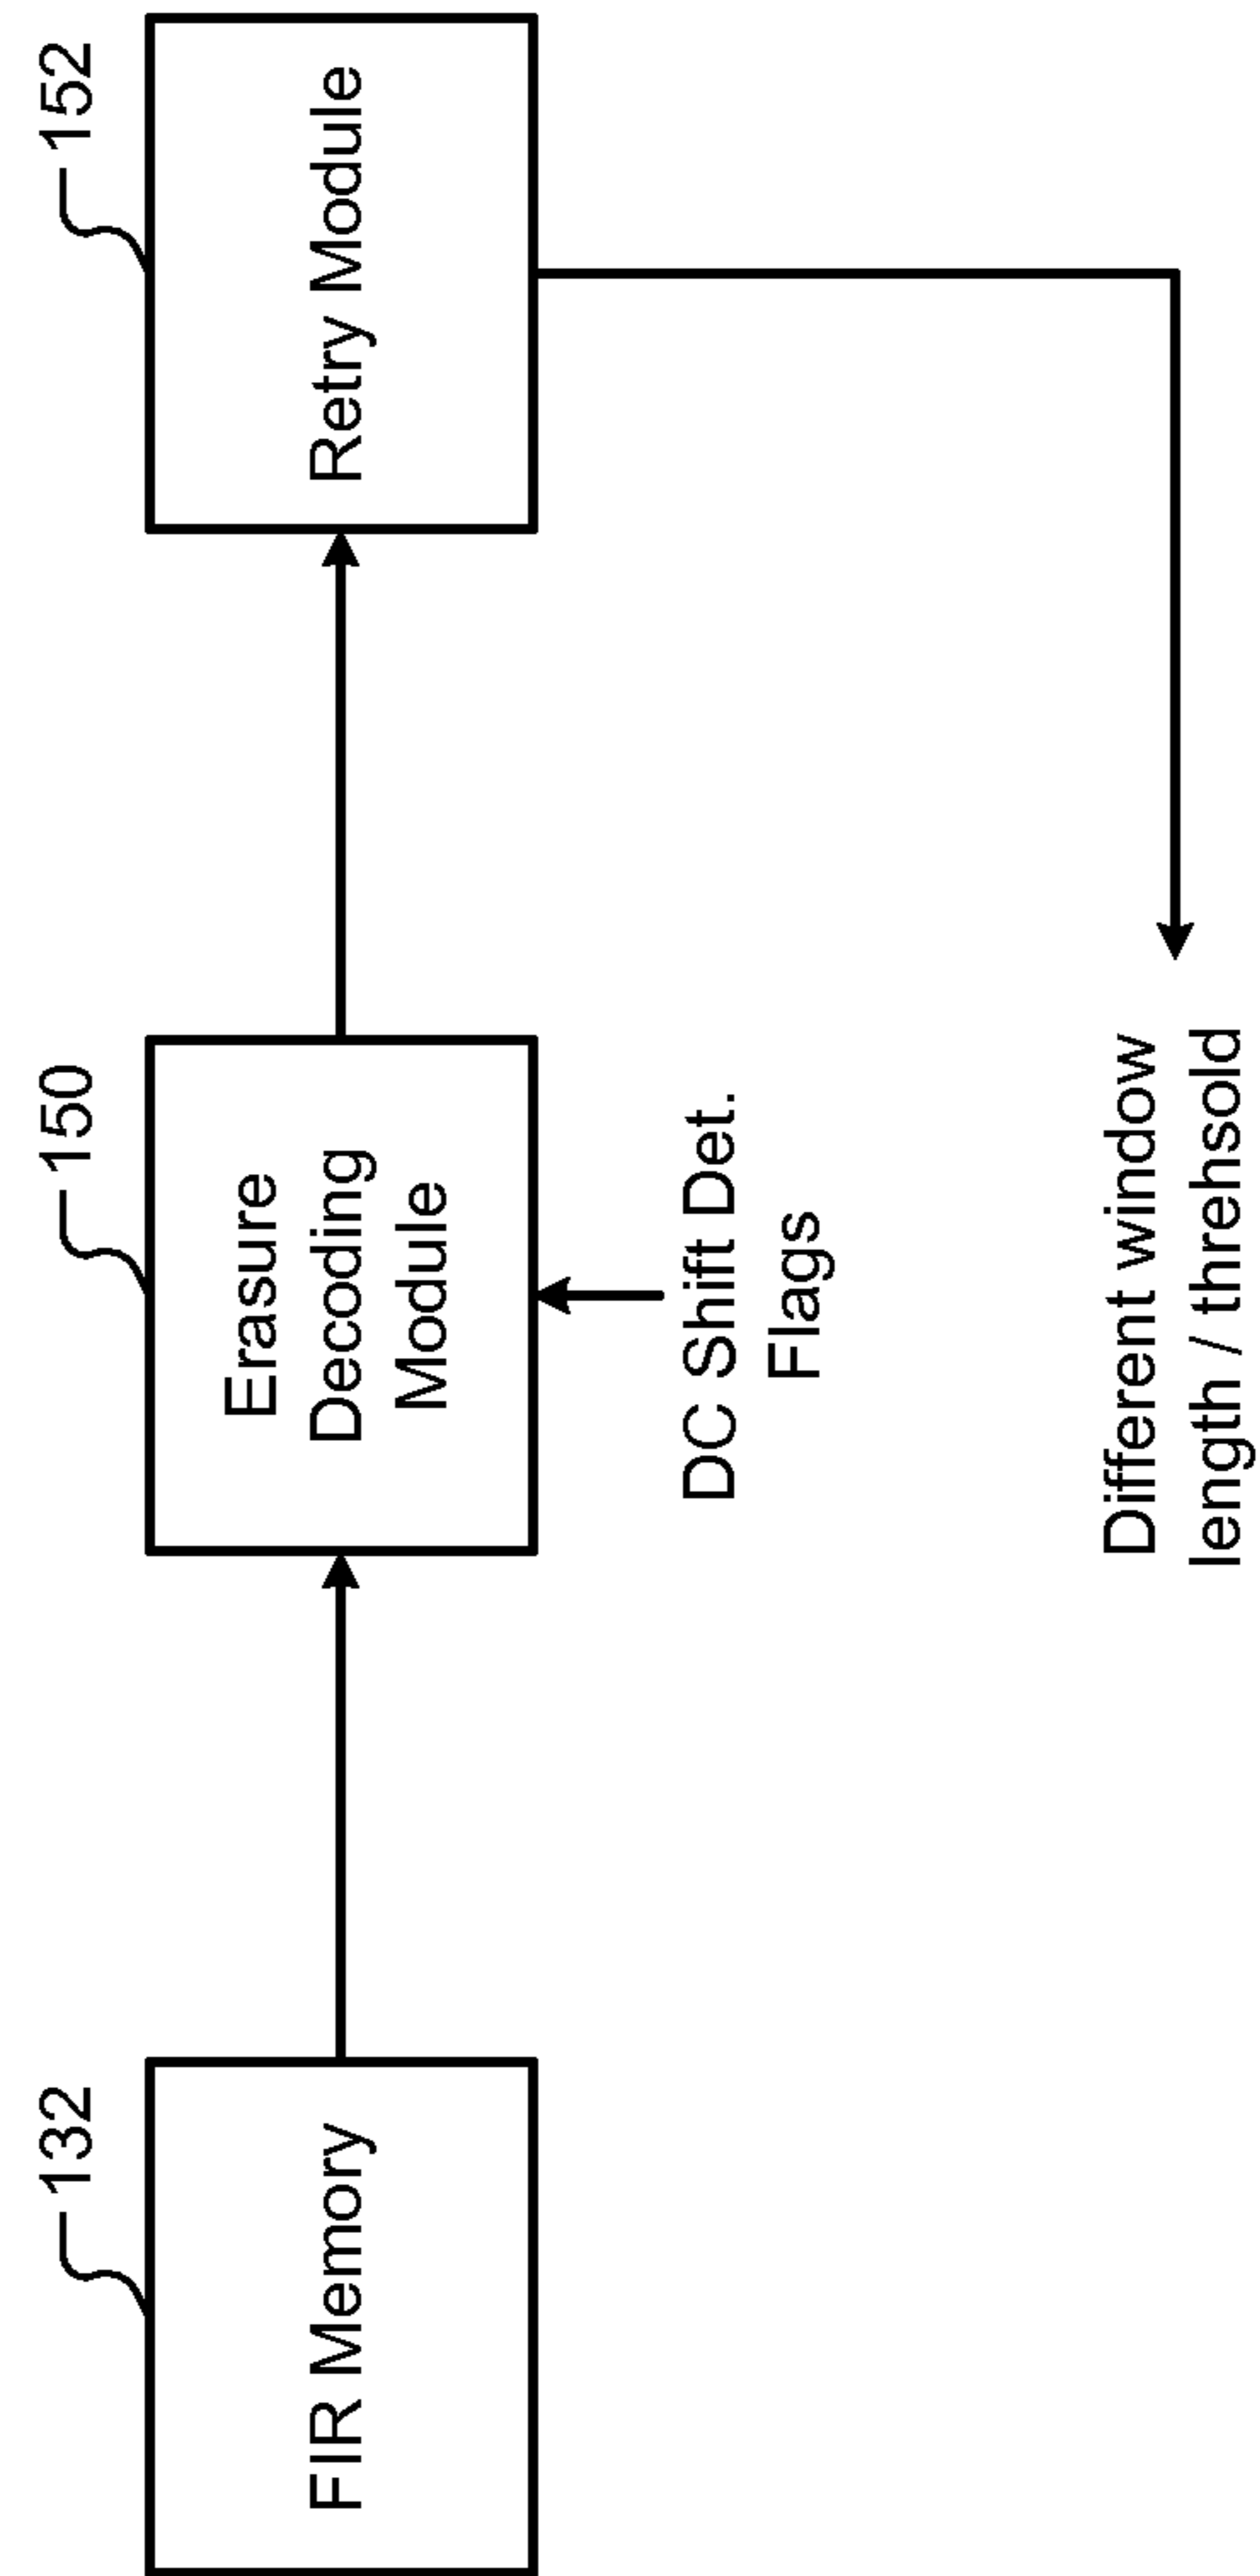 132
FIR Memory
150
Erasure
Decoding
Module
DC Shift Det.
Flags
152
Retry Module
Different window
length / threhsold